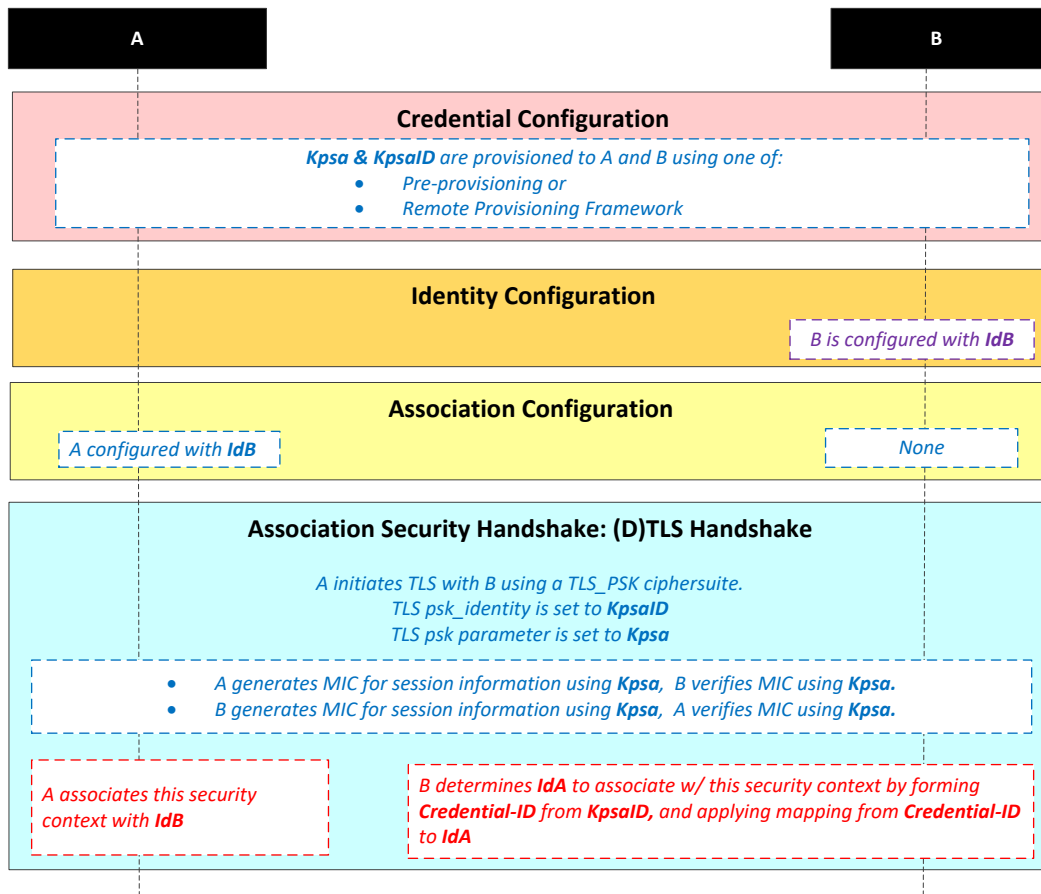 A
B
Credential Configuration
Kpsa & KpsaID are provisioned to A and B using one of:
• Pre-provisioning or
• Remote Provisioning Framework
Identity Configuration
B is configured with IdB
Association Configuration
A configured with IdB
None
Association Security Handshake: (D)TLS Handshake
A initiates TLS with B using a TLS_PSK ciphersuite.
TLS psk_identity is set to KpsaID
TLS psk parameter is set to Kpsa
• A generates MIC for session information using Kpsa, B verifies MIC using Kpsa.
• B generates MIC for session information using Kpsa, A verifies MIC using Kpsa.
A associates this security
context with IdB
B determines IdA to associate w/ this security context by forming
Credential-ID from KpsaID, and applying mapping from Credential-ID
to IdA